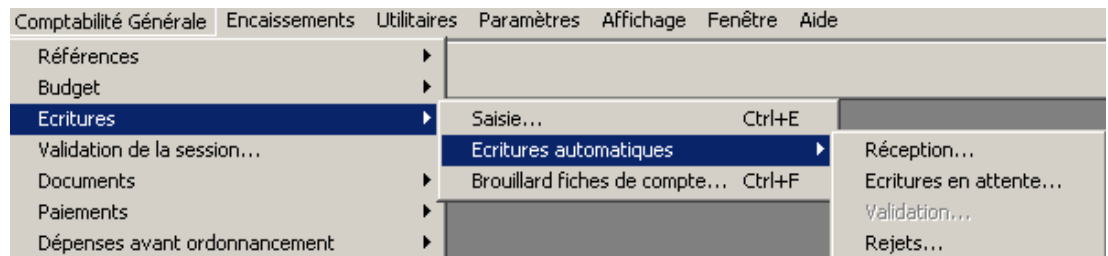 Comptabilité Générale Encaissements Utilitaires Paramètres Affichage Fenêtre Aide
Références
Budget
Ecritures
Validation de la session...
Documents
Paiements
Dépenses avant ordonnancement
Saisie... Ctrl+E
Ecritures automatiques
Brouillard fiches de compte... Ctrl+F
Réception...
Ecritures en attente...
Validation...
Rejets...